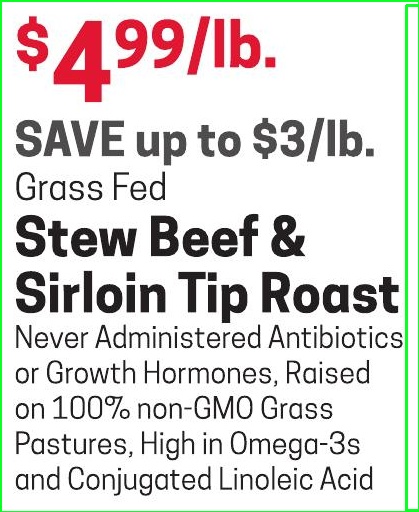 $4.99/lb.
SAVE up to $3/lb.
Grass Fed
Stew Beef &
Sirloin Tip Roast
Never Administered Antibiotics
or Growth Hormones, Raised
on 100% non-GMO Grass
Pastures, High in Omega-3s
and Conjugated Linoleic Acid